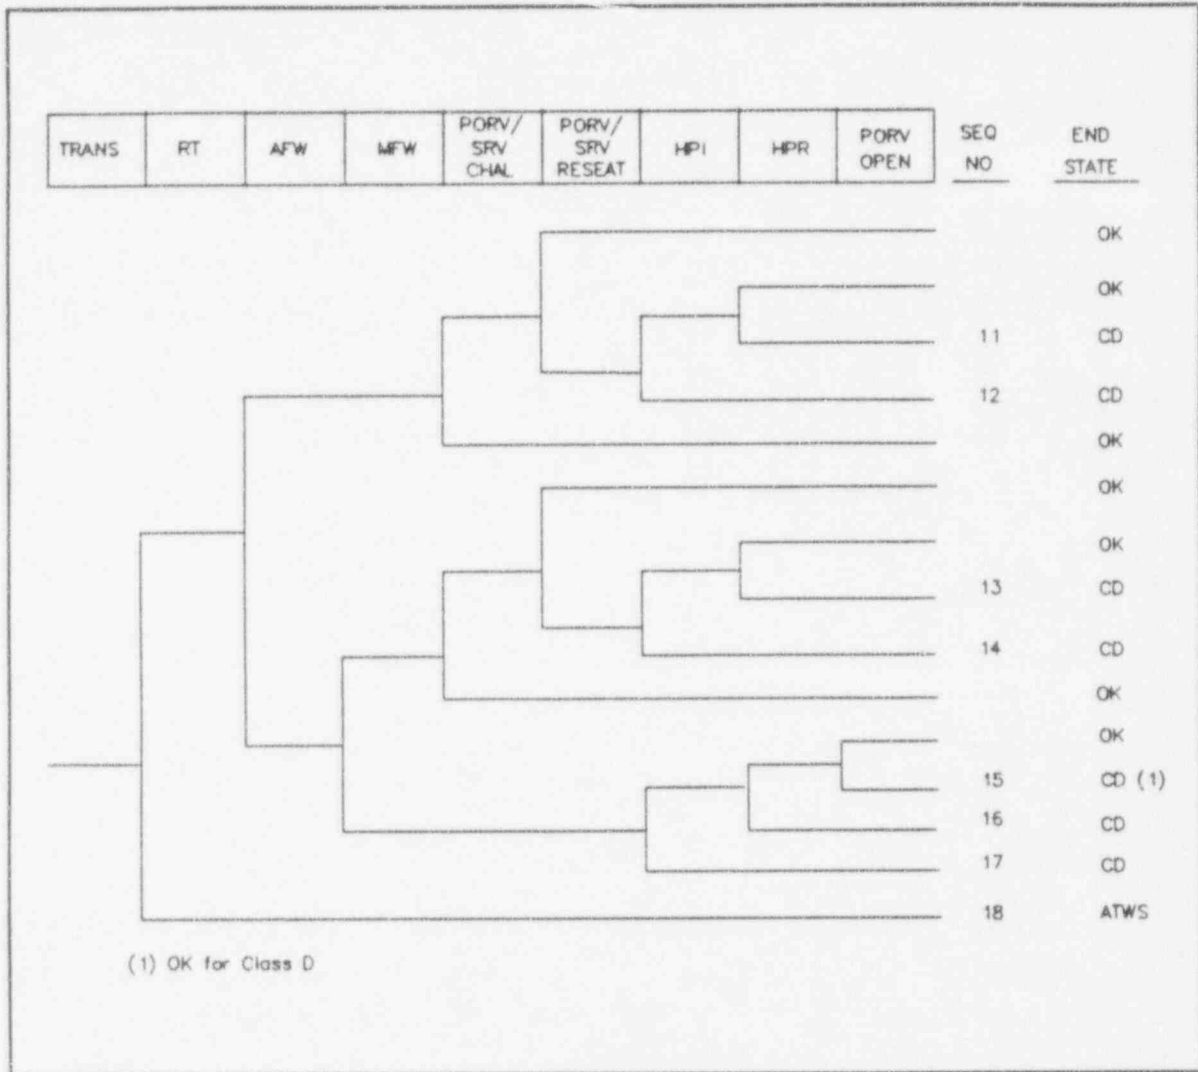 TRANS RT AFW MFW PORV/ SRV CHAL PORV/ SRV RESEAT HPI HPR PORV OPEN SEQ NO END STATE
OK
OK
11 CD
12 CD
OK
OK
OK
13 CD
14 CD
OK
OK
15 CD (1)
16 CD
17 CD
18 ATWS
(1) OK for Class D